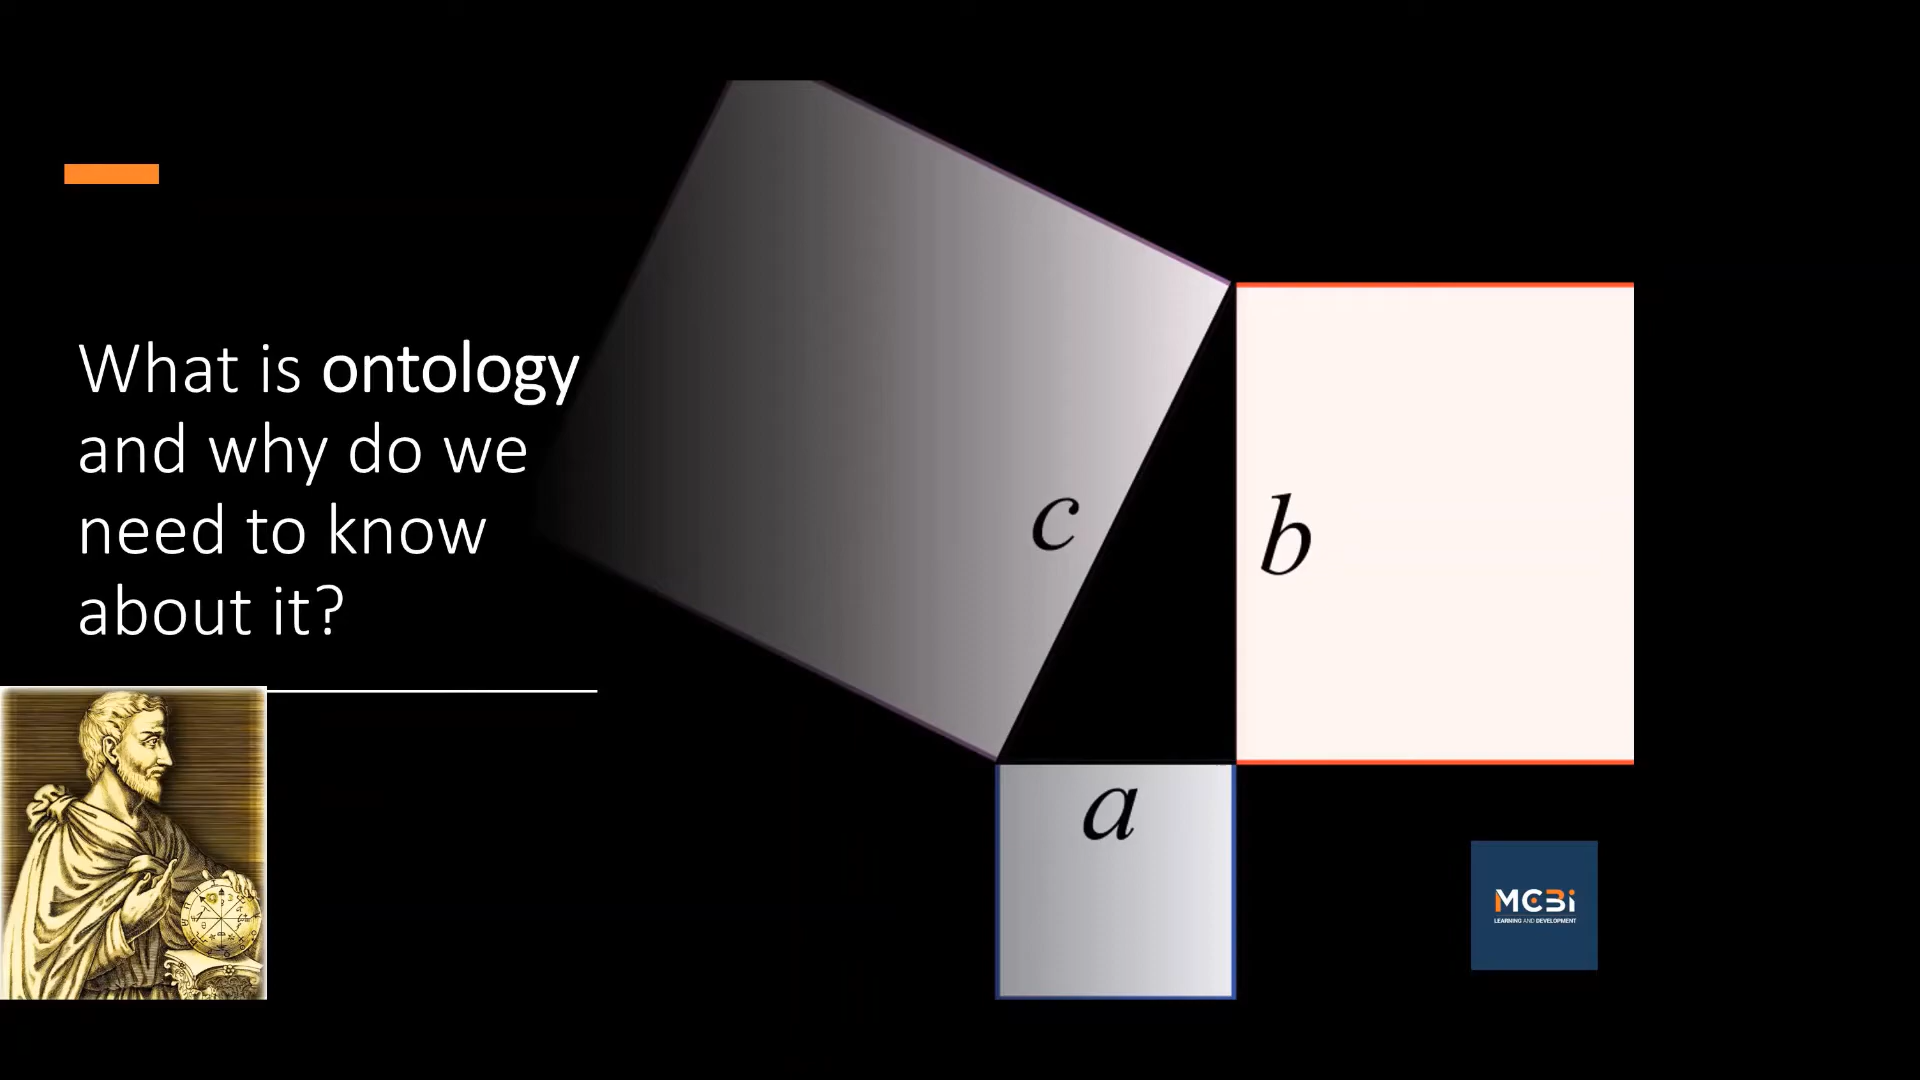 What is ontology
and why do we
need to know
about it?
c
b
a
MCBi
LEARNING AND DEVELOPMENT